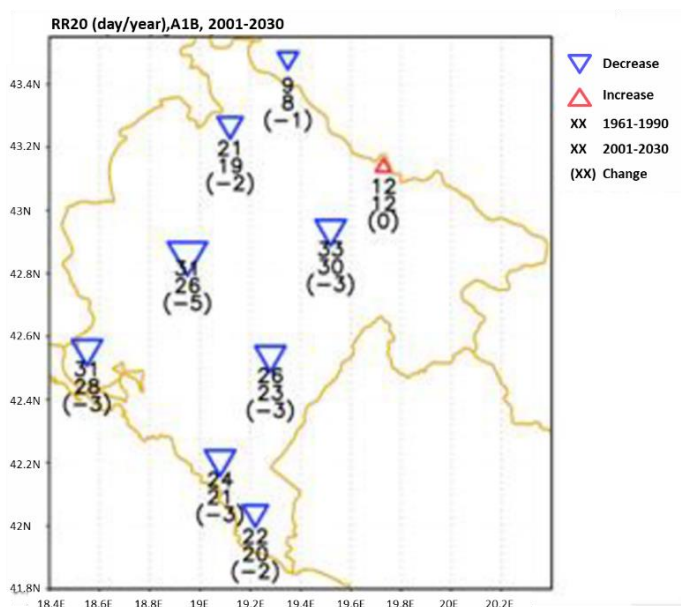 RR20 (day/year),A1B, 2001-2030
Decrease
Increase
XX 1961-1990
XX 2001-2030
(XX) Change
43.4N
43.2N
43N
42.8N
42.6N
42.4N
42.2N
42N
41.8N
9
8
(-1)
21
19
(-2)
12
12
(0)
33
30
(-3)
31
26
(-5)
31
28
(-3)
26
23
(-3)
24
21
(-3)
22
20
(-2)
18.4E 18.6E 18.8E 19E 19.2E 19.4E 19.6E 19.8E 20E 20.2E